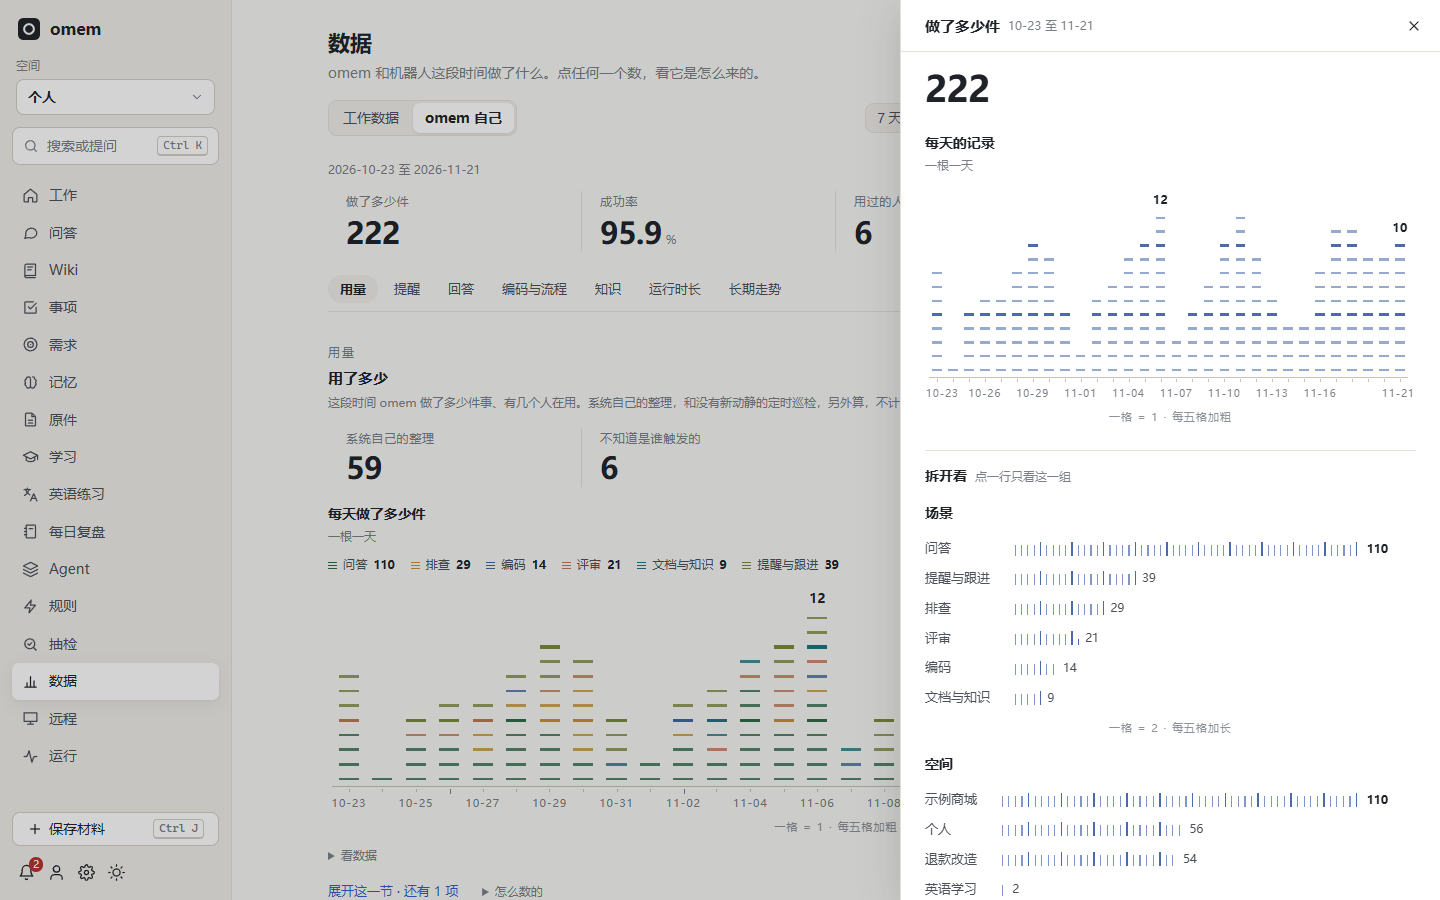 omem
空间
个人
搜索或提问 Ctrl K
工作
问答
Wiki
事项
需求
记忆
原件
学习
英语练习
每日复盘
Agent
规则
抽检
数据
远程
运行
保存材料 Ctrl J
2
数据
omem 和机器人这段时间做了什么。点任何一个数，看它是怎么来的。
工作数据 omem 自己 7 天
2026-10-23 至 2026-11-21
做了多少件 成功率 用过的人
222 95.9 % 6
用量 提醒 回答 编码与流程 知识 运行时长 长期走势
用量
用了多少
这段时间 omem 做了多少件事、有几个人在用。系统自己的整理，和没有新动静的定时巡检，另外算，不计
系统自己的整理 不知道是谁触发的
59 6
每天做了多少件
一根一天
问答 110 排查 29 编码 14 评审 21 文档与知识 9 提醒与跟进 39
12
10-23 10-25 10-27 10-29 10-31 11-02 11-04 11-06 11-08
一格 = 1 · 每五格加粗
看数据
展开这一节 · 还有 1 项 怎么数的
做了多少件 10-23 至 11-21
222
每天的记录
一根一天
12
10
10-23 10-26 10-29 11-01 11-04 11-07 11-10 11-13 11-16 11-21
一格 = 1 · 每五格加粗
拆开看 点一行只看这一组
场景
问答 110
提醒与跟进 39
排查 29
评审 21
编码 14
文档与知识 9
一格 = 2 · 每五格加长
空间
示例商城 110
个人 56
退款改造 54
英语学习 2